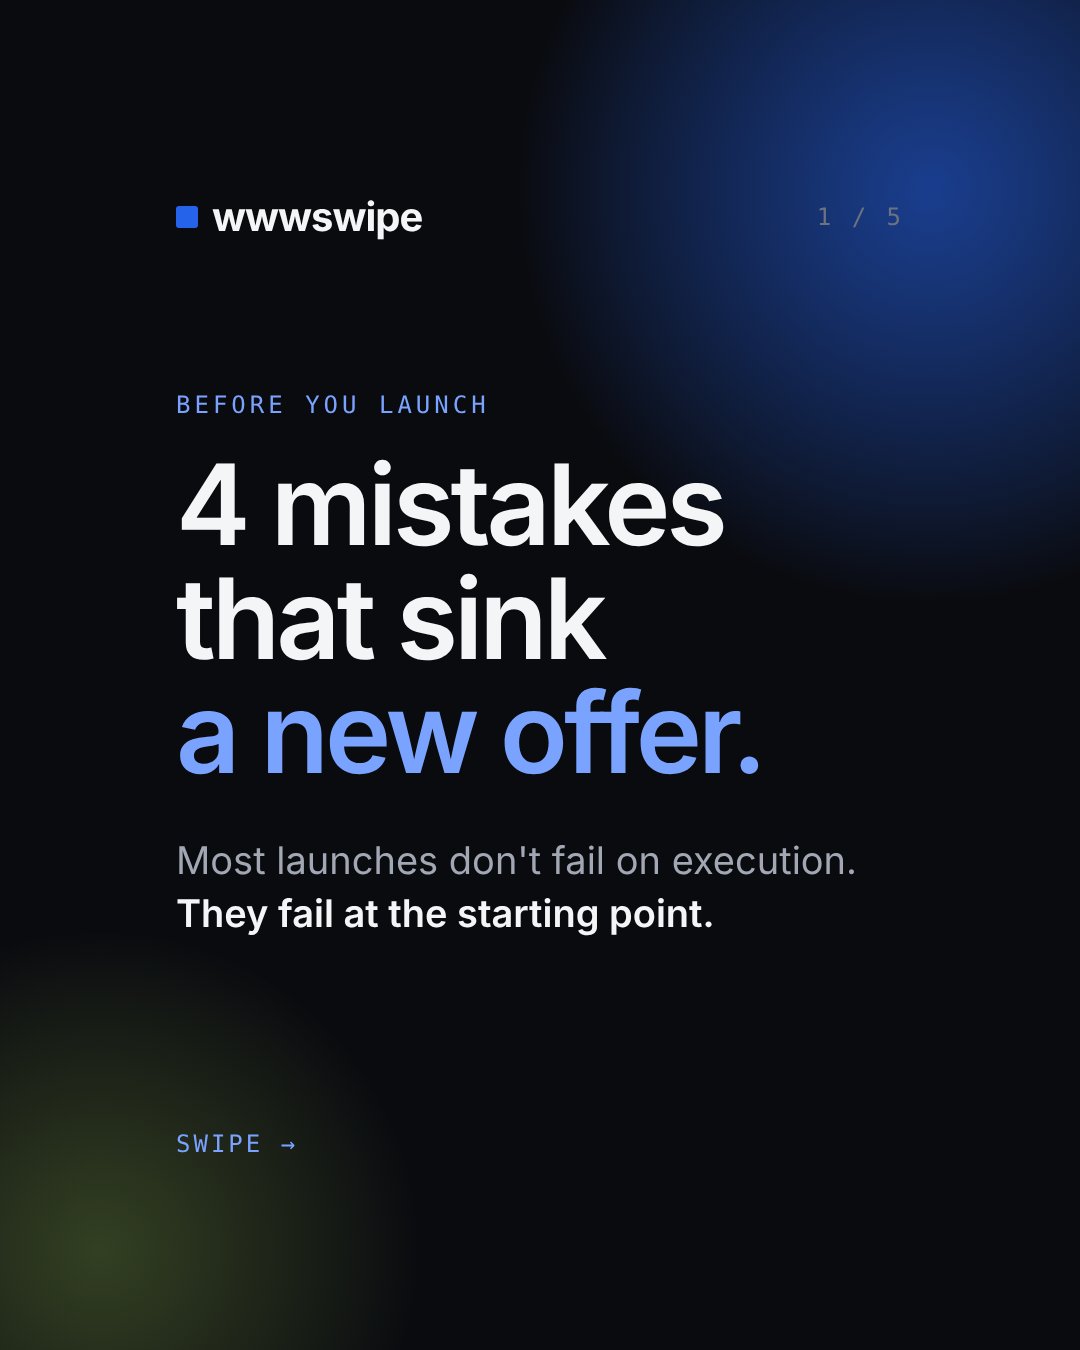 wwwswipe
1 / 5
BEFORE YOU LAUNCH
4 mistakes
that sink
a new offer.
Most launches don't fail on execution.
They fail at the starting point.
SWIPE →